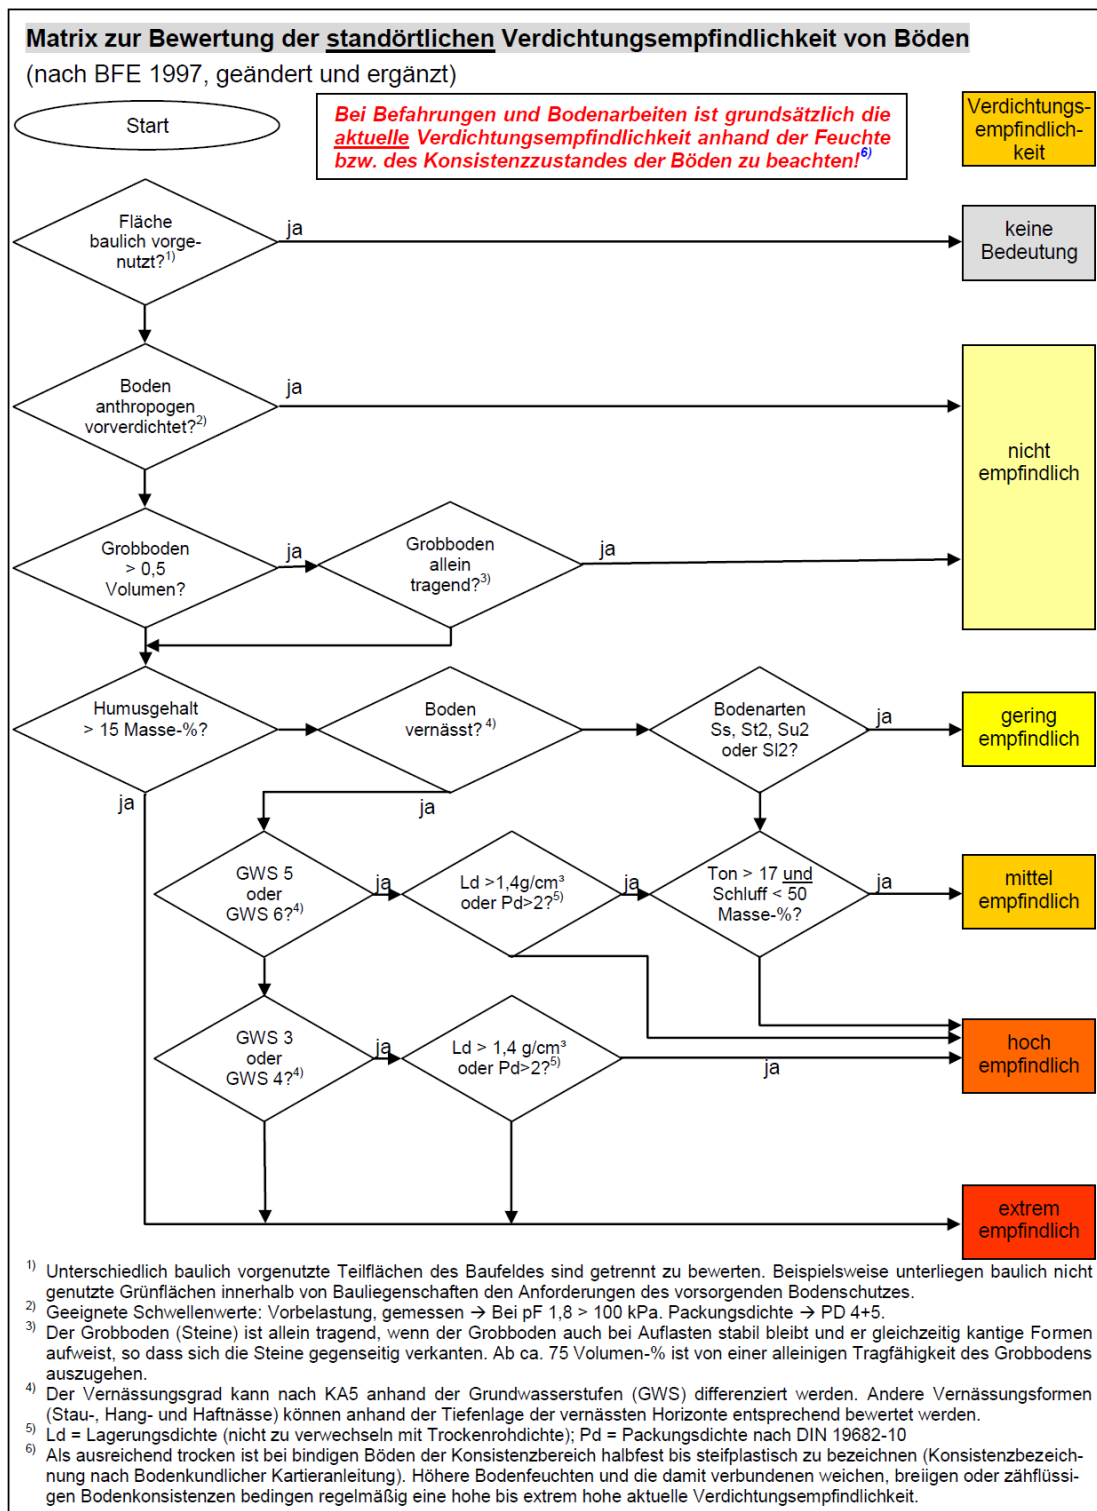 Matrix zur Bewertung der standörtlichen Verdichtungsempfindlichkeit von Böden
(nach BFE 1997, geändert und ergänzt)
Start
Bei Befahrungen und Bodenarbeiten ist grundsätzlich die
aktuelle Verdichtungsempfindlichkeit anhand der Feuchte
bzw. des Konsistenzzustandes der Böden zu beachten!6)
Verdichtungs-
empfindlich-
keit
Fläche
baulich vorge-
nutzt?1)
ja
keine
Bedeutung
Boden
anthropogen
vorverdichtet?2)
ja
nicht
empfindlich
Grobboden
> 0,5
Volumen?
ja
Grobboden
allein
tragend?3)
ja
Humusgehalt
> 15 Masse-%?
ja
Boden
vernässt? 4)
ja
Bodenarten
Ss, St2, Su2
oder Sl2?
ja
gering
empfindlich
GWS 5
oder
GWS 6?4)
ja
Ld >1,4g/cm³
oder Pd>2?5)
ja
Ton > 17 und
Schluff < 50
Masse-%?
ja
mittel
empfindlich
GWS 3
oder
GWS 4?4)
ja
Ld > 1,4 g/cm³
oder Pd>2?5)
ja
hoch
empfindlich
extrem
empfindlich
1) Unterschiedlich baulich vorgenutzte Teilflächen des Baufeldes sind getrennt zu bewerten. Beispielsweise unterliegen baulich nicht
genutzte Grünflächen innerhalb von Bauliegenschaften den Anforderungen des vorsorgenden Bodenschutzes.
2) Geeignete Schwellenwerte: Vorbelastung, gemessen → Bei pF 1,8 > 100 kPa. Packungsdichte → PD 4+5.
3) Der Grobboden (Steine) ist allein tragend, wenn der Grobboden auch bei Auflasten stabil bleibt und er gleichzeitig kantige Formen
aufweist, so dass sich die Steine gegenseitig verkanten. Ab ca. 75 Volumen-% ist von einer alleinigen Tragfähigkeit des Grobbodens
auszugehen.
4) Der Vernässungsgrad kann nach KA5 anhand der Grundwasserstufen (GWS) differenziert werden. Andere Vernässungsformen
(Stau-, Hang- und Haftnässe) können anhand der Tiefenlage der vernässten Horizonte entsprechend bewertet werden.
5) Ld = Lagerungsdichte (nicht zu verwechseln mit Trockenrohdichte); Pd = Packungsdichte nach DIN 19682-10
6) Als ausreichend trocken ist bei bindigen Böden der Konsistenzbereich halbfest bis steifplastisch zu bezeichnen (Konsistenzbezeich-
nung nach Bodenkundlicher Kartieranleitung). Höhere Bodenfeuchten und die damit verbundenen weichen, breiigen oder zähflüssi-
gen Bodenkonsistenzen bedingen regelmäßig eine hohe bis extrem hohe aktuelle Verdichtungsempfindlichkeit.